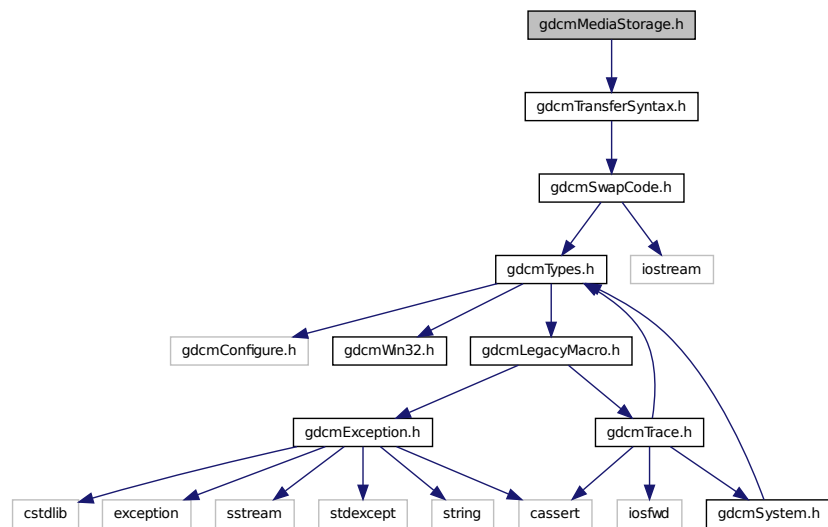 gdcmMediaStorage.h
gdcmTransferSyntax.h
gdcmSwapCode.h
gdcmTypes.h
iostream
gdcmConfigure.h
gdcmWin32.h
gdcmLegacyMacro.h
gdcmException.h
gdcmTrace.h
cstdlib
exception
sstream
stdexcept
string
cassert
iosfwd
gdcmSystem.h